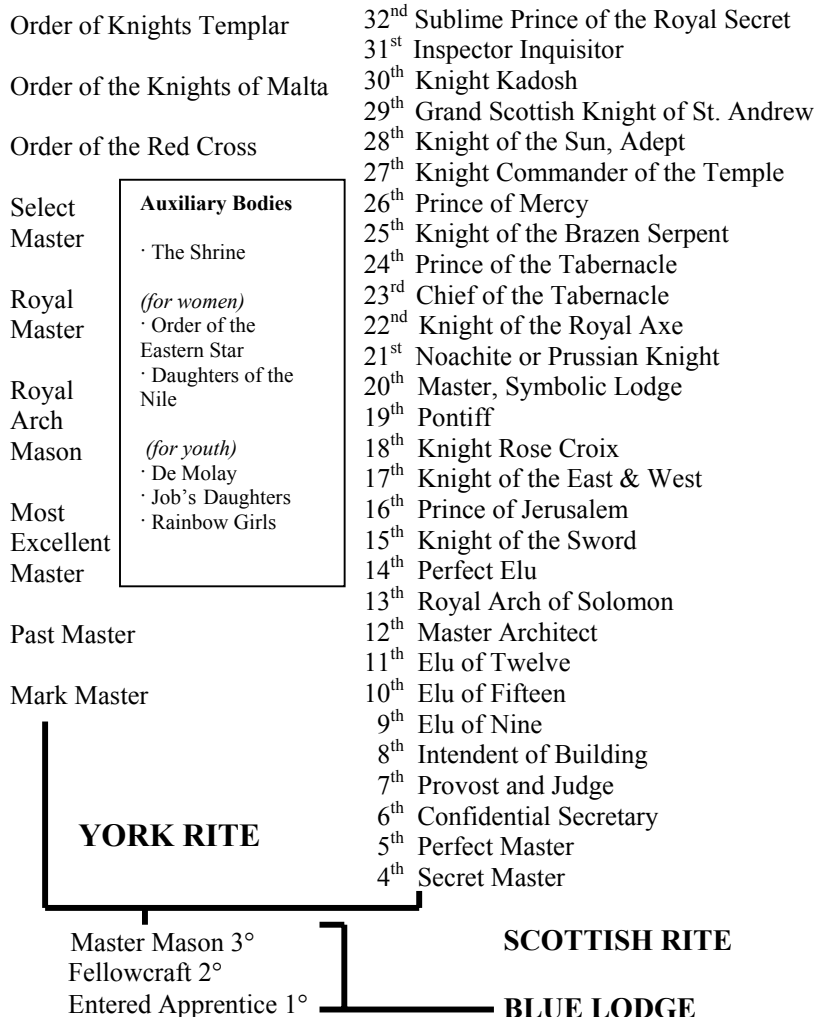 Order of Knights Templar
Order of the Knights of Malta
Order of the Red Cross
Select
Master
Royal
Master
Royal
Arch
Mason
Most
Excellent
Master
Past Master
Mark Master
YORK RITE
Auxiliary Bodies
· The Shrine
(for women)
· Order of the
Eastern Star
· Daughters of the
Nile
(for youth)
· De Molay
· Job's Daughters
· Rainbow Girls
32nd Sublime Prince of the Royal Secret
31st Inspector Inquisitor
30th Knight Kadosh
29th Grand Scottish Knight of St. Andrew
28th Knight of the Sun, Adept
27th Knight Commander of the Temple
26th Prince of Mercy
25th Knight of the Brazen Serpent
24th Prince of the Tabernacle
23rd Chief of the Tabernacle
22nd Knight of the Royal Axe
21st Noachite or Prussian Knight
20th Master, Symbolic Lodge
19th Pontiff
18th Knight Rose Croix
17th Knight of the East & West
16th Prince of Jerusalem
15th Knight of the Sword
14th Perfect Elu
13th Royal Arch of Solomon
12th Master Architect
11th Elu of Twelve
10th Elu of Fifteen
9th Elu of Nine
8th Intendent of Building
7th Provost and Judge
6th Confidential Secretary
5th Perfect Master
4th Secret Master
SCOTTISH RITE
Master Mason 3°
Fellowcraft 2°
Entered Apprentice 1°
BLUE LODGE